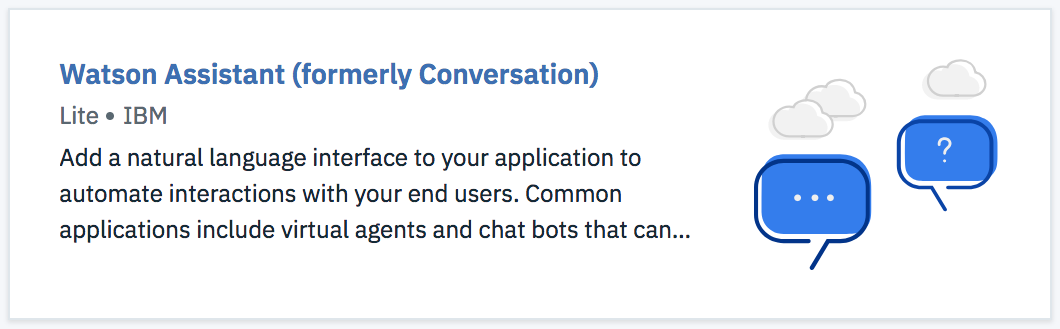 Watson Assistant (formerly Conversation)
Lite • IBM
Add a natural language interface to your application to
automate interactions with your end users. Common
applications include virtual agents and chat bots that can...
...
?